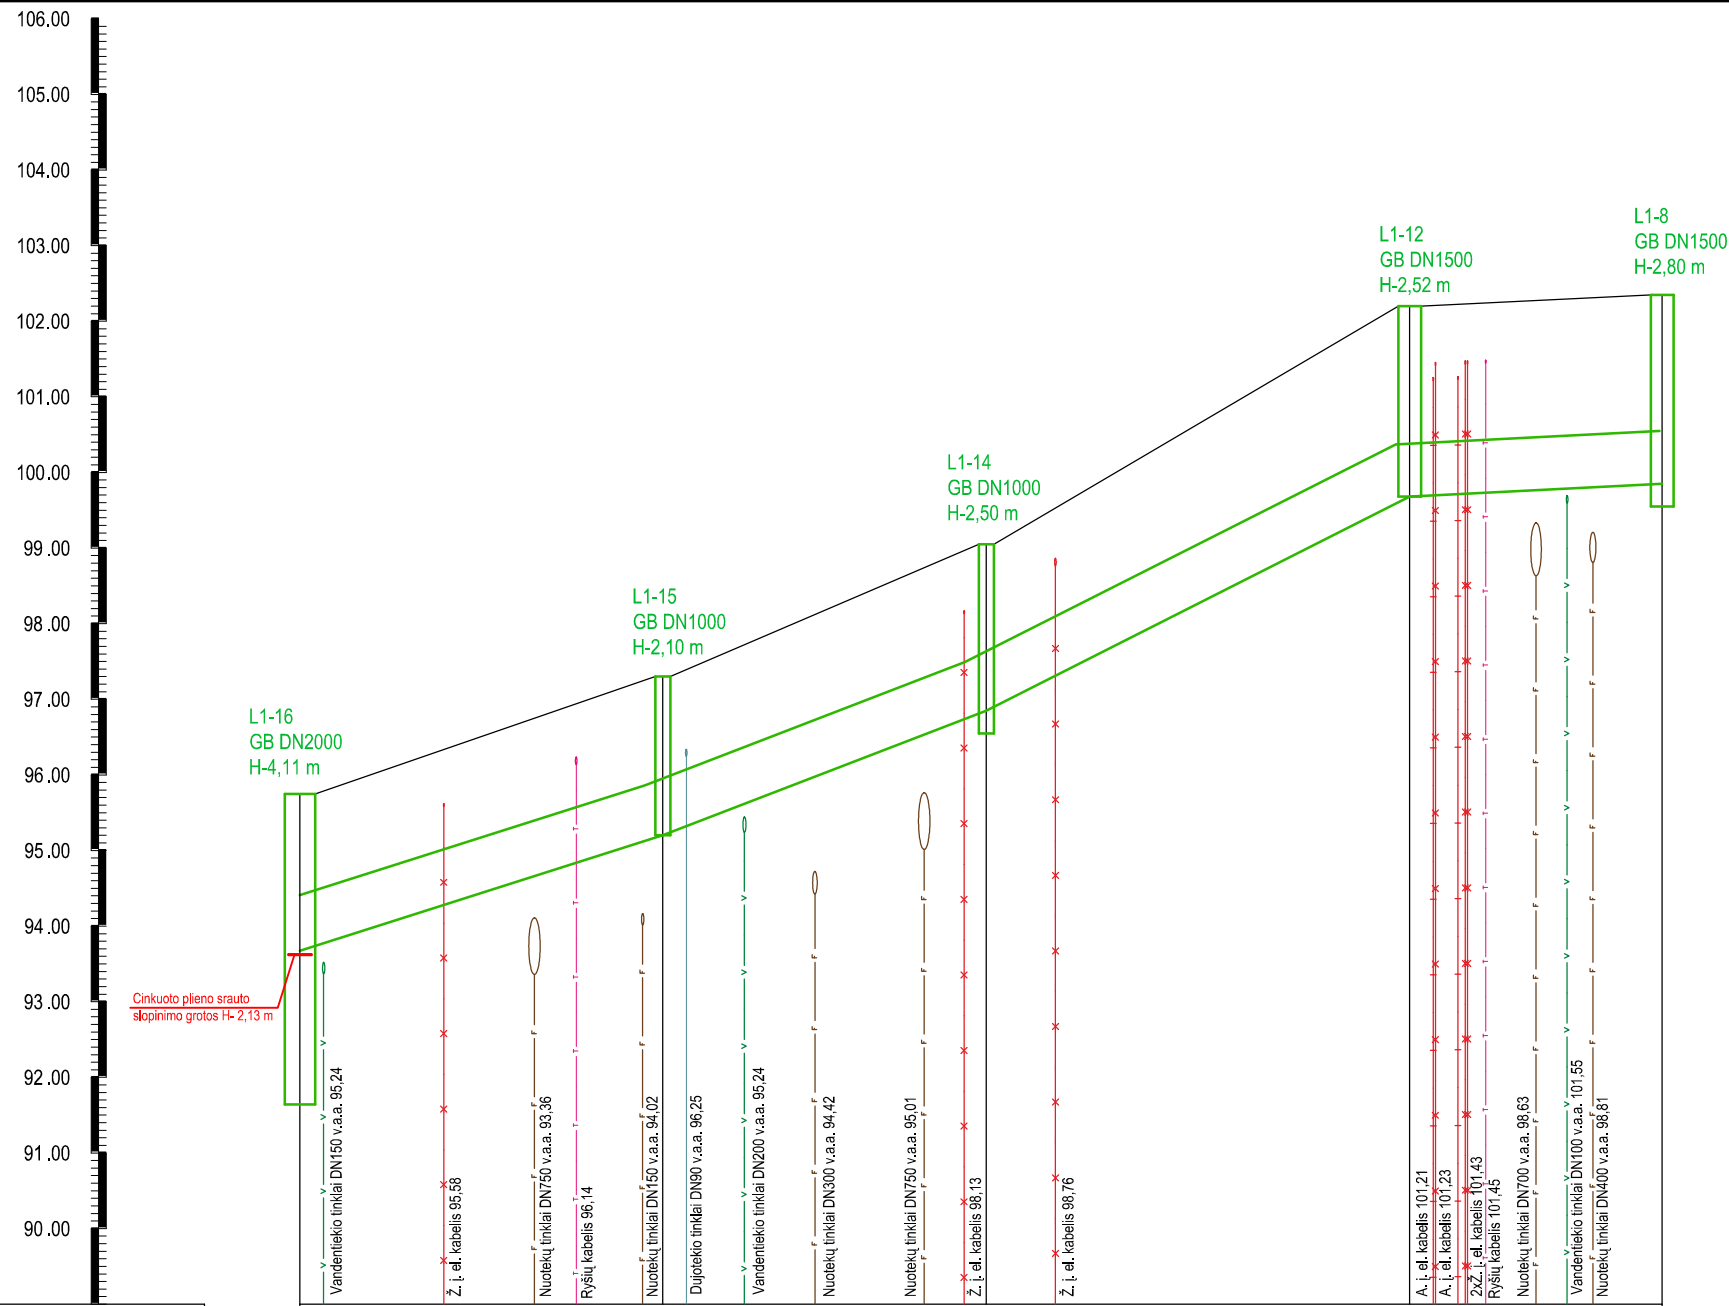 106.00
105.00
104.00
103.00
102.00
101.00
100.00
99.00
98.00
97.00
96.00
95.00
94.00
93.00
92.00
91.00
90.00
L1-16
GB DN2000
H-4,11 m
L1-15
GB DN1000
H-2,10 m
L1-14
GB DN1000
H-2,50 m
L1-12
GB DN1500
H-2,52 m
L1-8
GB DN1500
H-2,80 m
Cinkuoto plieno srauto
slopinimo grotos H- 2,13 m
Vandentiekio tinklai DN150 v.a.a. 95,24
Ž. į. el. kabelis 95,58
Nuotekų tinklai DN750 v.a.a. 93,36
Ryšių kabelis 96,14
Nuotekų tinklai DN150 v.a.a. 94,02
Dujotekio tinklai DN90 v.a.a. 96,25
Vandentiekio tinklai DN200 v.a.a. 95,24
Nuotekų tinklai DN300 v.a.a. 94,42
Nuotekų tinklai DN750 v.a.a. 95,01
Ž. į. el. kabelis 98,13
Ž. į. el. kabelis 98,76
A. į. el. kabelis 101,21
A. į. el. kabelis 101,23
2xŽ. į. el. kabelis 101,43
Ryšių kabelis 101,45
Nuotekų tinklai DN700 v.a.a. 98,63
Vandentiekio tinklai DN100 v.a.a. 101,55
Nuotekų tinklai DN400 v.a.a. 98,81